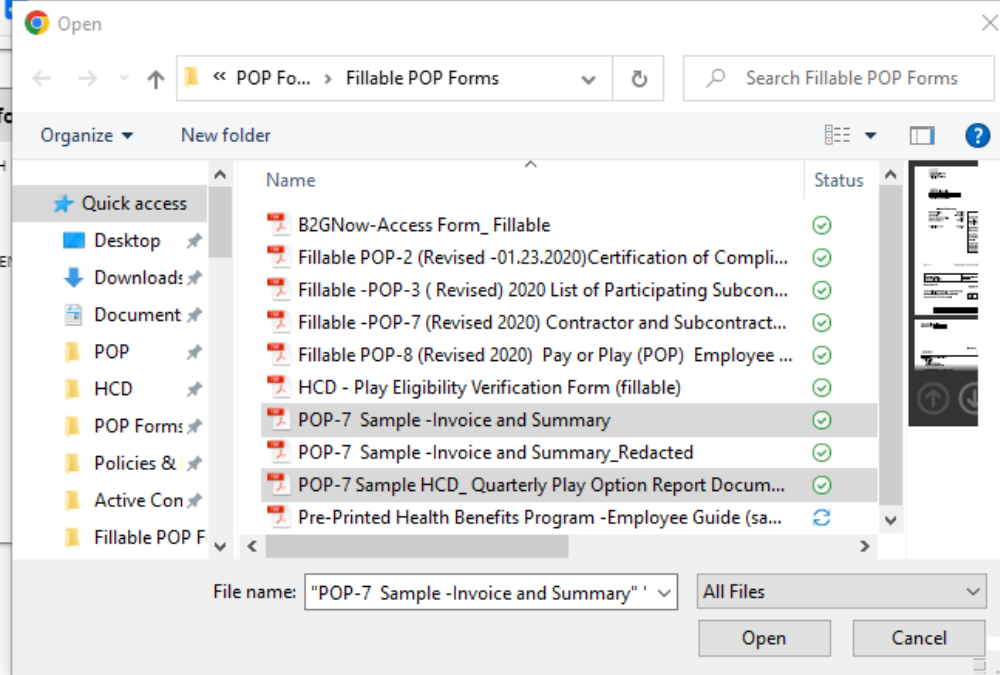 Open
« POP Fo... › Fillable POP Forms
Search Fillable POP Forms
Organize
New folder
?
Quick access
Desktop
Downloads
Document
POP
HCD
POP Forms
Policies &
Active Con
Fillable POP F
Name
Status
B2GNow-Access Form_ Fillable
Fillable POP-2 (Revised -01.23.2020)Certification of Compli...
Fillable -POP-3 ( Revised) 2020 List of Participating Subcon...
Fillable -POP-7 (Revised 2020) Contractor and Subcontract...
Fillable POP-8 (Revised 2020)  Pay or Play (POP)  Employee ...
HCD - Play Eligibility Verification Form (fillable)
POP-7  Sample -Invoice and Summary
POP-7  Sample -Invoice and Summary_Redacted
POP-7 Sample HCD_ Quarterly Play Option Report Docum...
Pre-Printed Health Benefits Program -Employee Guide (sa...
File name:
"POP-7  Sample -Invoice and Summary" '
All Files
Open
Cancel